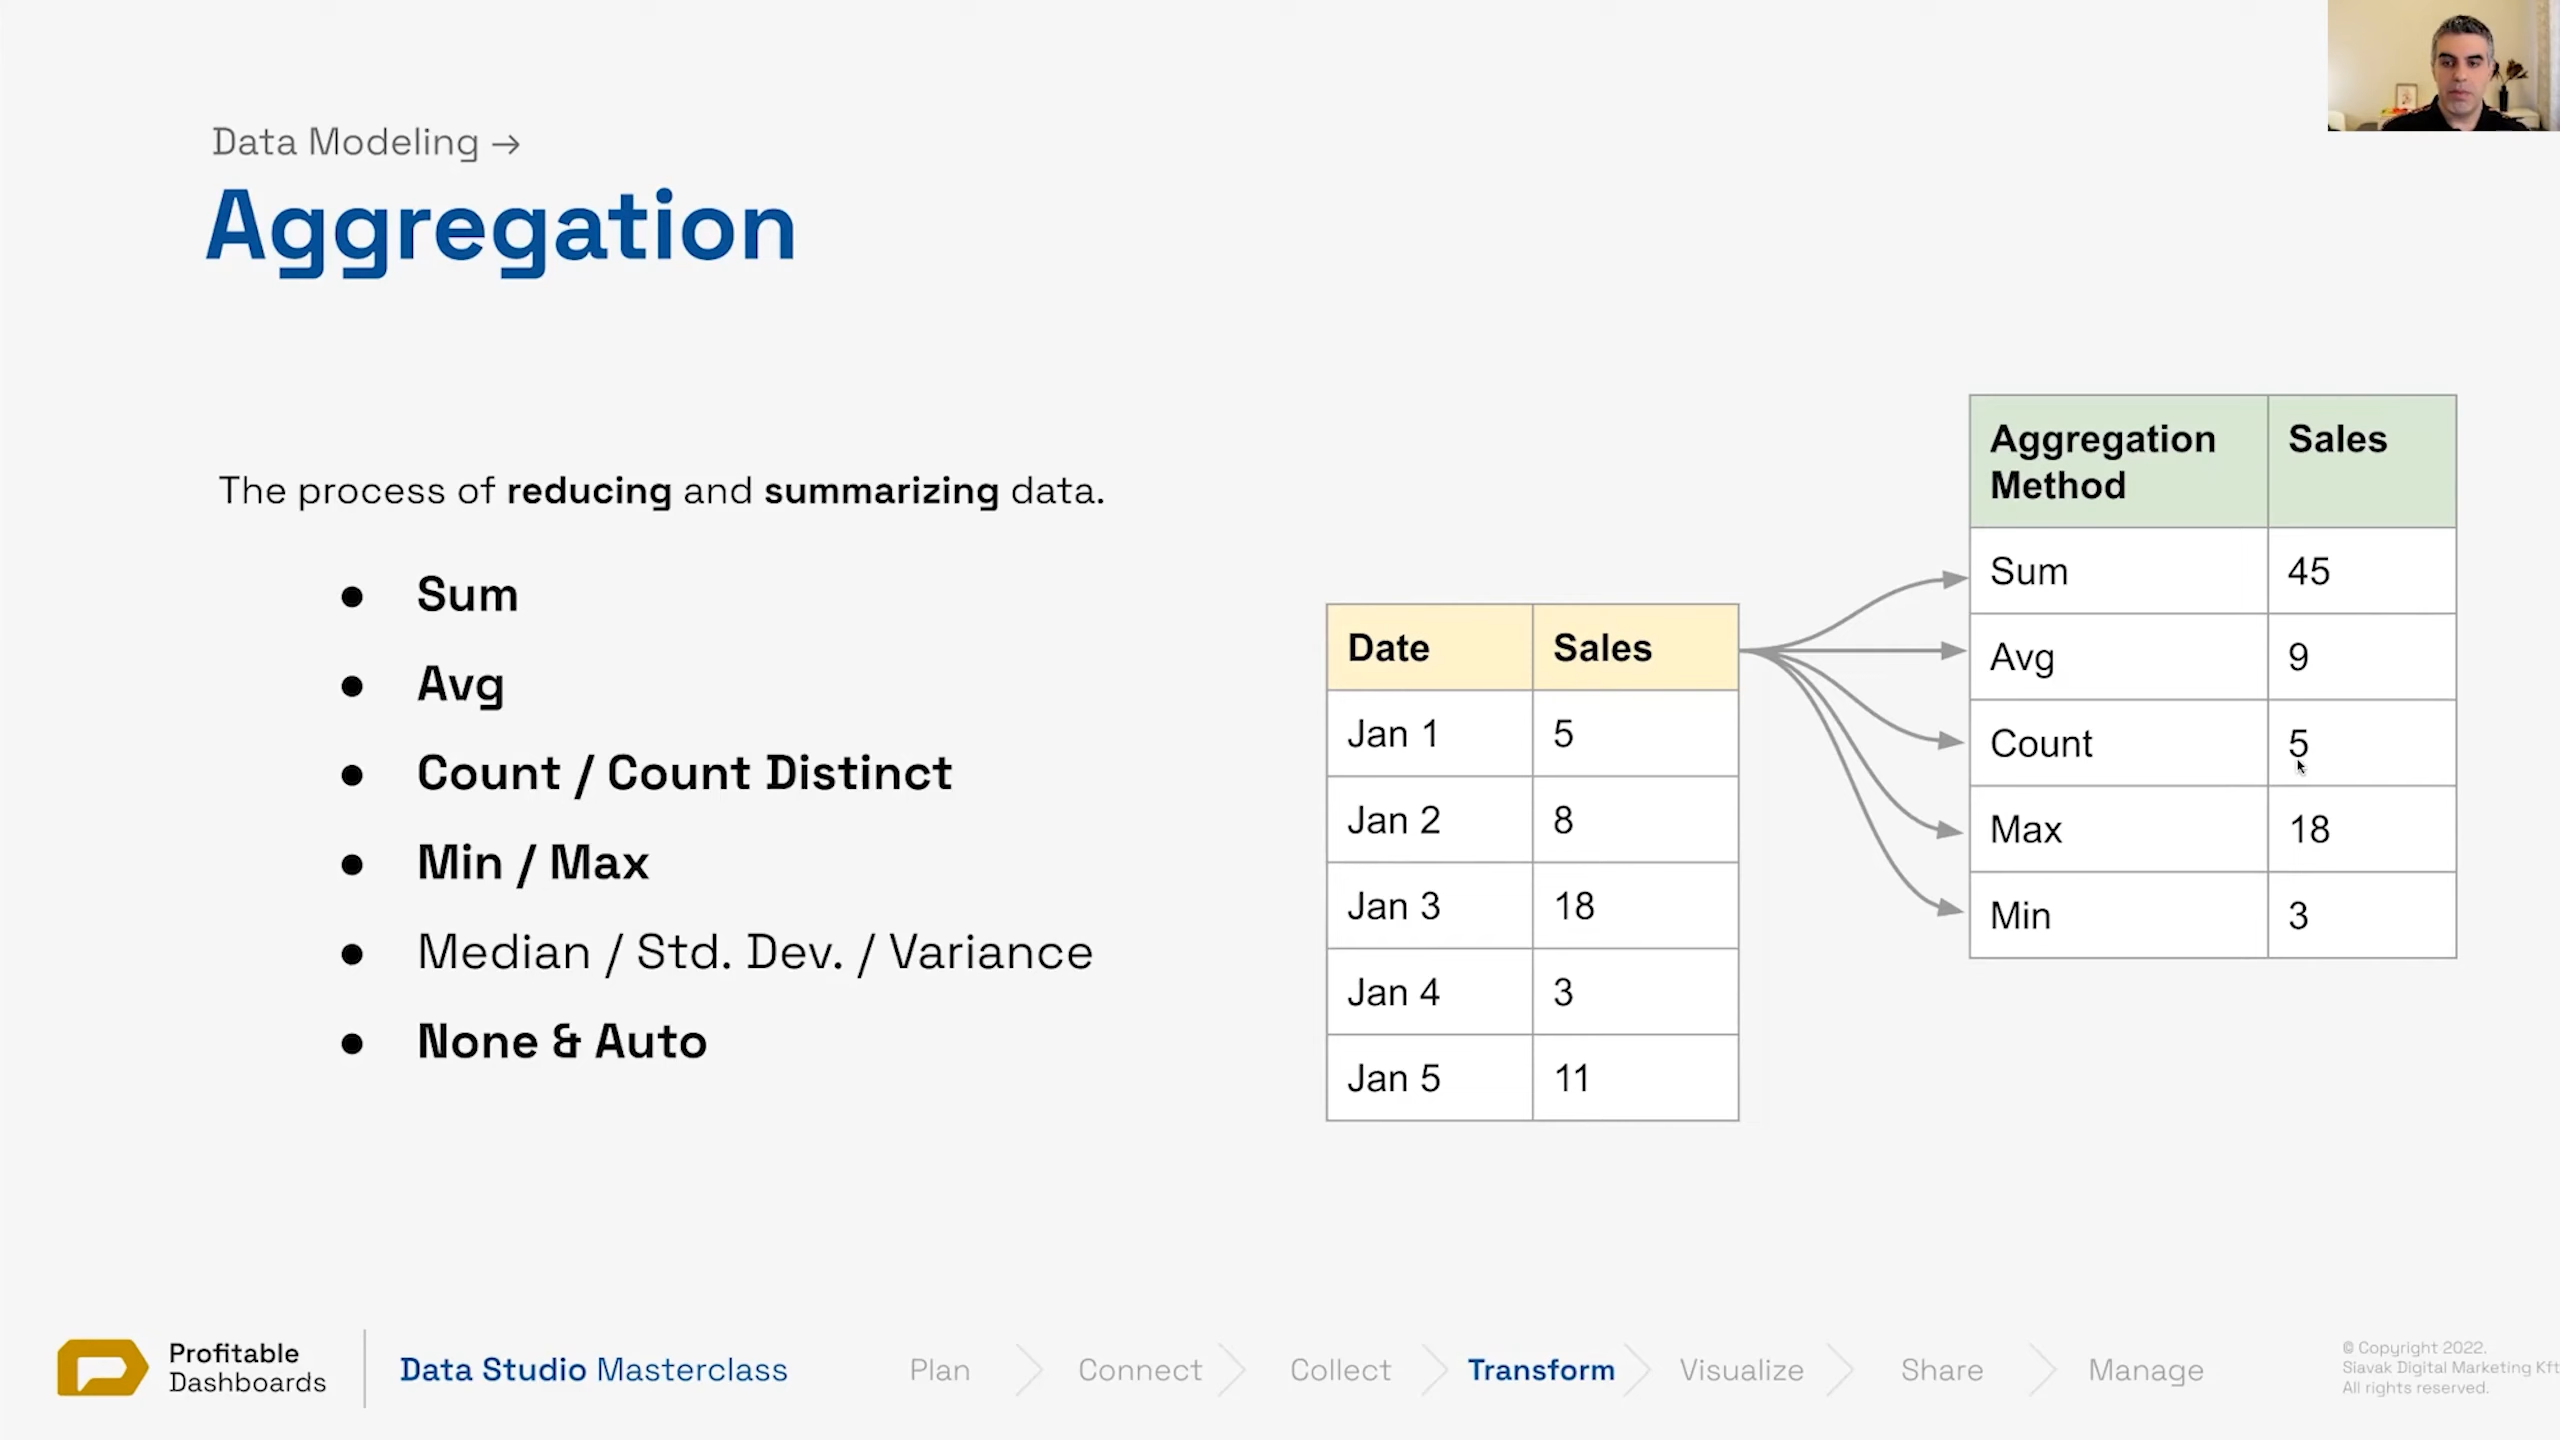 Data Modeling →
Aggregation
The process of reducing and summarizing data.
● Sum
● Avg
● Count / Count Distinct
● Min / Max
● Median / Std. Dev. / Variance
● None & Auto
Date Sales
Jan 1 5
Jan 2 8
Jan 3 18
Jan 4 3
Jan 5 11
Aggregation Sales
Method
Sum 45
Avg 9
Count 5
Max 18
Min 3
Profitable
Dashboards
Data Studio Masterclass
Plan Connect Collect Transform Visualize Share Manage
© Copyright 2022.
Siavak Digital Marketing Kft
All rights reserved.